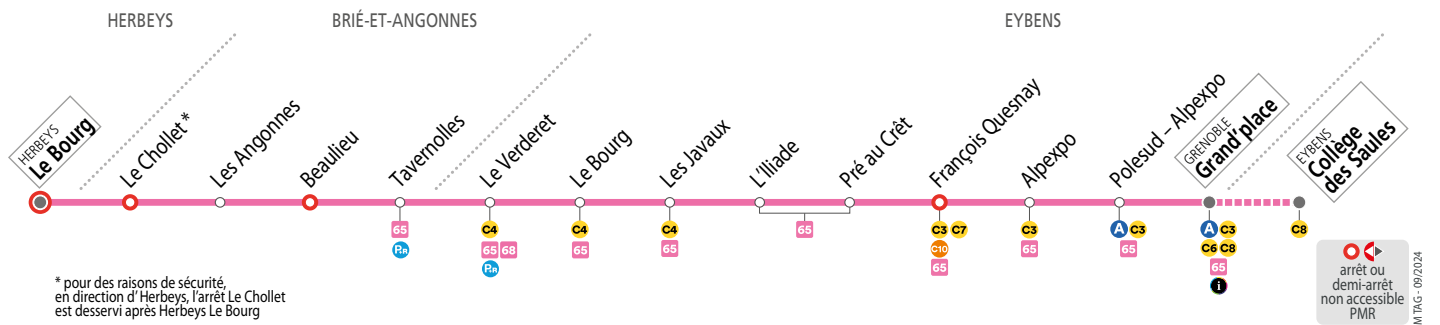 HERBEYS
BRIÉ-ET-ANGONNES
EYBENS
HERBEYS
Le Bourg
Le Chollet *
Les Angonnes
Beaulieu
Tavernolles
Le Verderet
Le Bourg
Les Javaux
L'Iliade
Pré au Crêt
François Quesnay
Alpexpo
Polesud – Alpexpo
GRENOBLE
Grand'place
EYBENS
Collège
des Saules
65
P+R
C4
65 68
P+R
C4
65
C4
65
65
C3 C7
C10
65
C3
65
A C3
65
A C3
C6 C8
65
i
C8
* pour des raisons de sécurité,
en direction d'Herbeys, l'arrêt Le Chollet
est desservi après Herbeys Le Bourg
arrêt ou
demi-arrêt
non accessible
PMR
M TAG - 09/2024